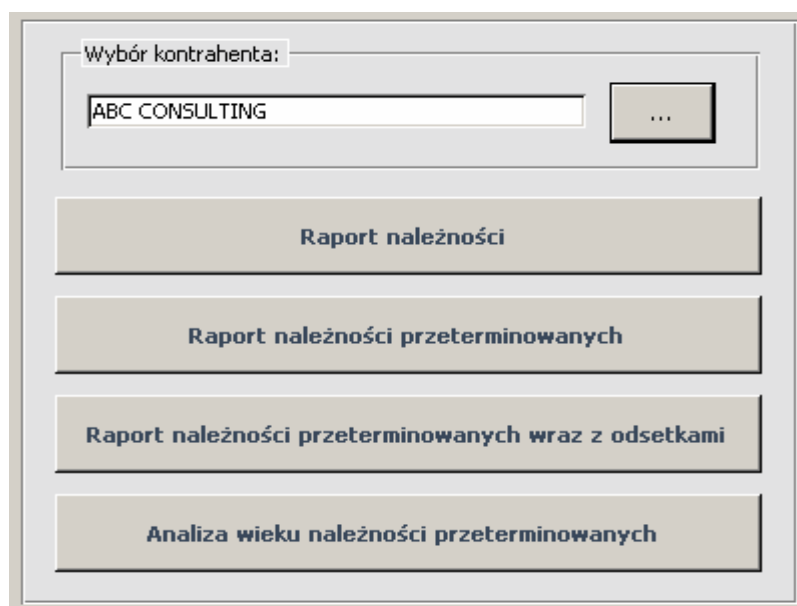 Wybór kontrahenta:
ABC CONSULTING
...
Raport należności
Raport należności przeterminowanych
Raport należności przeterminowanych wraz z odsetkami
Analiza wieku należności przeterminowanych